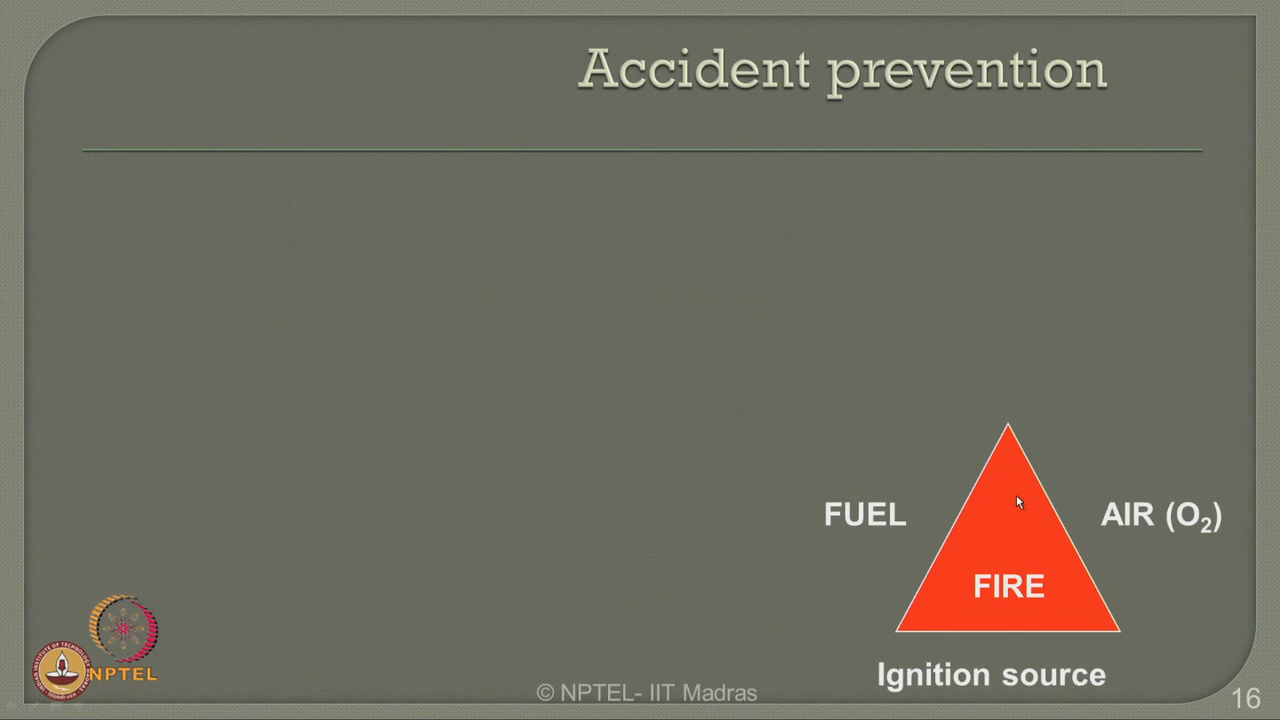 Accident prevention
FUEL
AIR (O₂)
FIRE
Ignition source
NPTEL
© NPTEL- IIT Madras
16